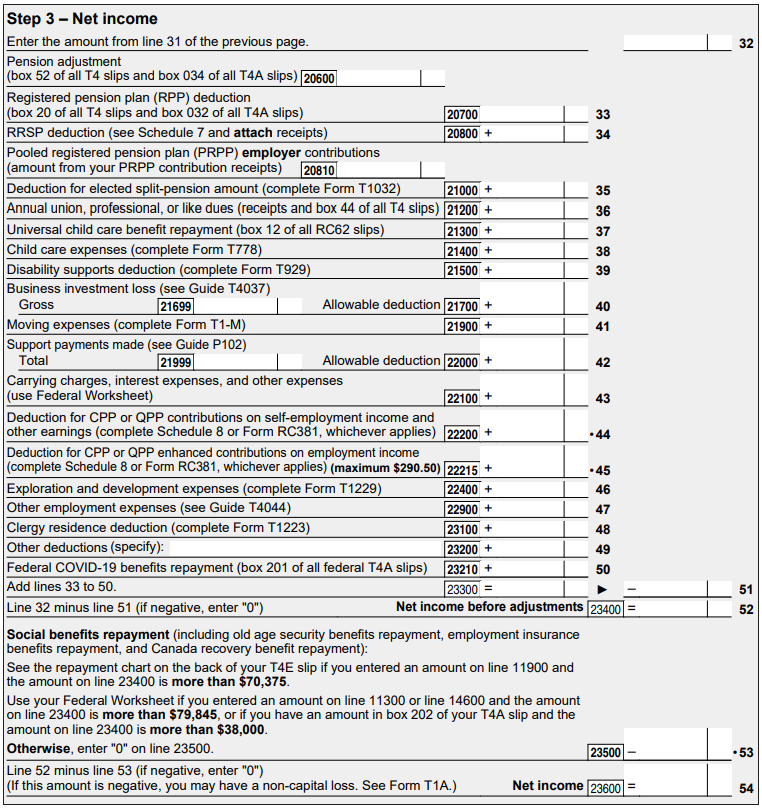 Step 3 – Net income
Enter the amount from line 31 of the previous page. 32
Pension adjustment
(box 52 of all T4 slips and box 034 of all T4A slips) 20600
Registered pension plan (RPP) deduction
(box 20 of all T4 slips and box 032 of all T4A slips) 20700 33
RRSP deduction (see Schedule 7 and attach receipts) 20800 + 34
Pooled registered pension plan (PRPP) employer contributions
(amount from your PRPP contribution receipts) 20810
Deduction for elected split-pension amount (complete Form T1032) 21000 + 35
Annual union, professional, or like dues (receipts and box 44 of all T4 slips) 21200 + 36
Universal child care benefit repayment (box 12 of all RC62 slips) 21300 + 37
Child care expenses (complete Form T778) 21400 + 38
Disability supports deduction (complete Form T929) 21500 + 39
Business investment loss (see Guide T4037)
Gross 21699 Allowable deduction 21700 + 40
Moving expenses (complete Form T1-M) 21900 + 41
Support payments made (see Guide P102)
Total 21999 Allowable deduction 22000 + 42
Carrying charges, interest expenses, and other expenses
(use Federal Worksheet) 22100 + 43
Deduction for CPP or QPP contributions on self-employment income and
other earnings (complete Schedule 8 or Form RC381, whichever applies) 22200 + •44
Deduction for CPP or QPP enhanced contributions on employment income
(complete Schedule 8 or Form RC381, whichever applies) (maximum $290.50) 22215 + •45
Exploration and development expenses (complete Form T1229) 22400 + 46
Other employment expenses (see Guide T4044) 22900 + 47
Clergy residence deduction (complete Form T1223) 23100 + 48
Other deductions (specify): 23200 + 49
Federal COVID-19 benefits repayment (box 201 of all federal T4A slips) 23210 + 50
Add lines 33 to 50. 23300 = ► – 51
Line 32 minus line 51 (if negative, enter "0") Net income before adjustments 23400 = 52
Social benefits repayment (including old age security benefits repayment, employment insurance
benefits repayment, and Canada recovery benefit repayment):
See the repayment chart on the back of your T4E slip if you entered an amount on line 11900 and
the amount on line 23400 is more than $70,375.
Use your Federal Worksheet if you entered an amount on line 11300 or line 14600 and the amount
on line 23400 is more than $79,845, or if you have an amount in box 202 of your T4A slip and the
amount on line 23400 is more than $38,000.
Otherwise, enter "0" on line 23500. 23500 – •53
Line 52 minus line 53 (if negative, enter "0")
(If this amount is negative, you may have a non-capital loss. See Form T1A.) Net income 23600 = 54